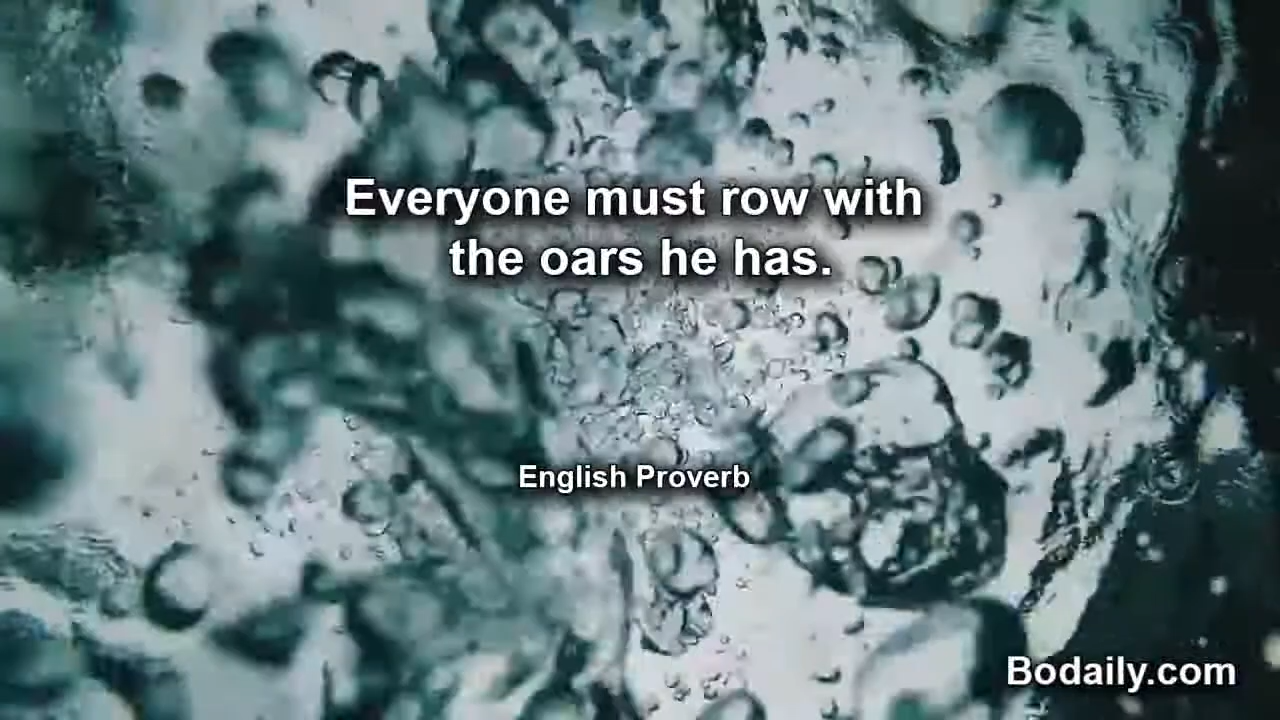 Everyone must row with
the oars he has.
English Proverb
Bodaily.com